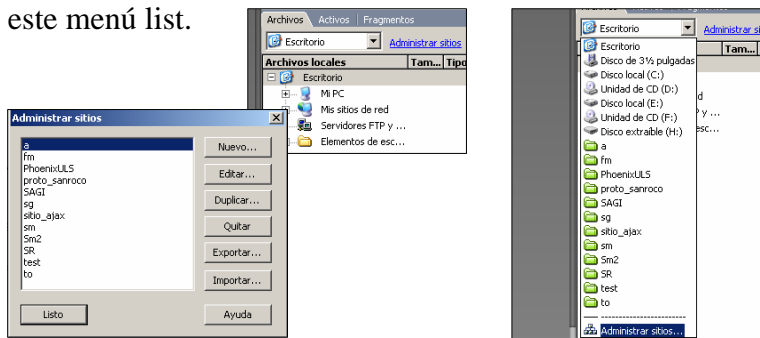 este menú list.
Archivos Activos Fragmentos
Escritorio Administrar sitios
Archivos locales Tam... Tipo
Escritorio
Mi PC
Mis sitios de red
Servidores FTP y ...
Elementos de esc...
Administrar sitios
a
fm
PhoenixULS
proto_sanroco
SAGI
sg
sitio_ajax
sm
Sm2
SR
test
to
Nuevo...
Editar...
Duplicar...
Quitar
Exportar...
Importar...
Listo
Ayuda
Escritorio Administrar si
Escritorio Tam...
Disco de 3½ pulgadas
Disco local (C:)
Unidad de CD (D:)
Disco local (E:) d
Unidad de CD (F:) y ...
Disco extraíble (H:) esc...
a
fm
PhoenixULS
proto_sanroco
SAGI
sg
sitio_ajax
sm
Sm2
SR
test
to
--- ------------------------
Administrar sitios...